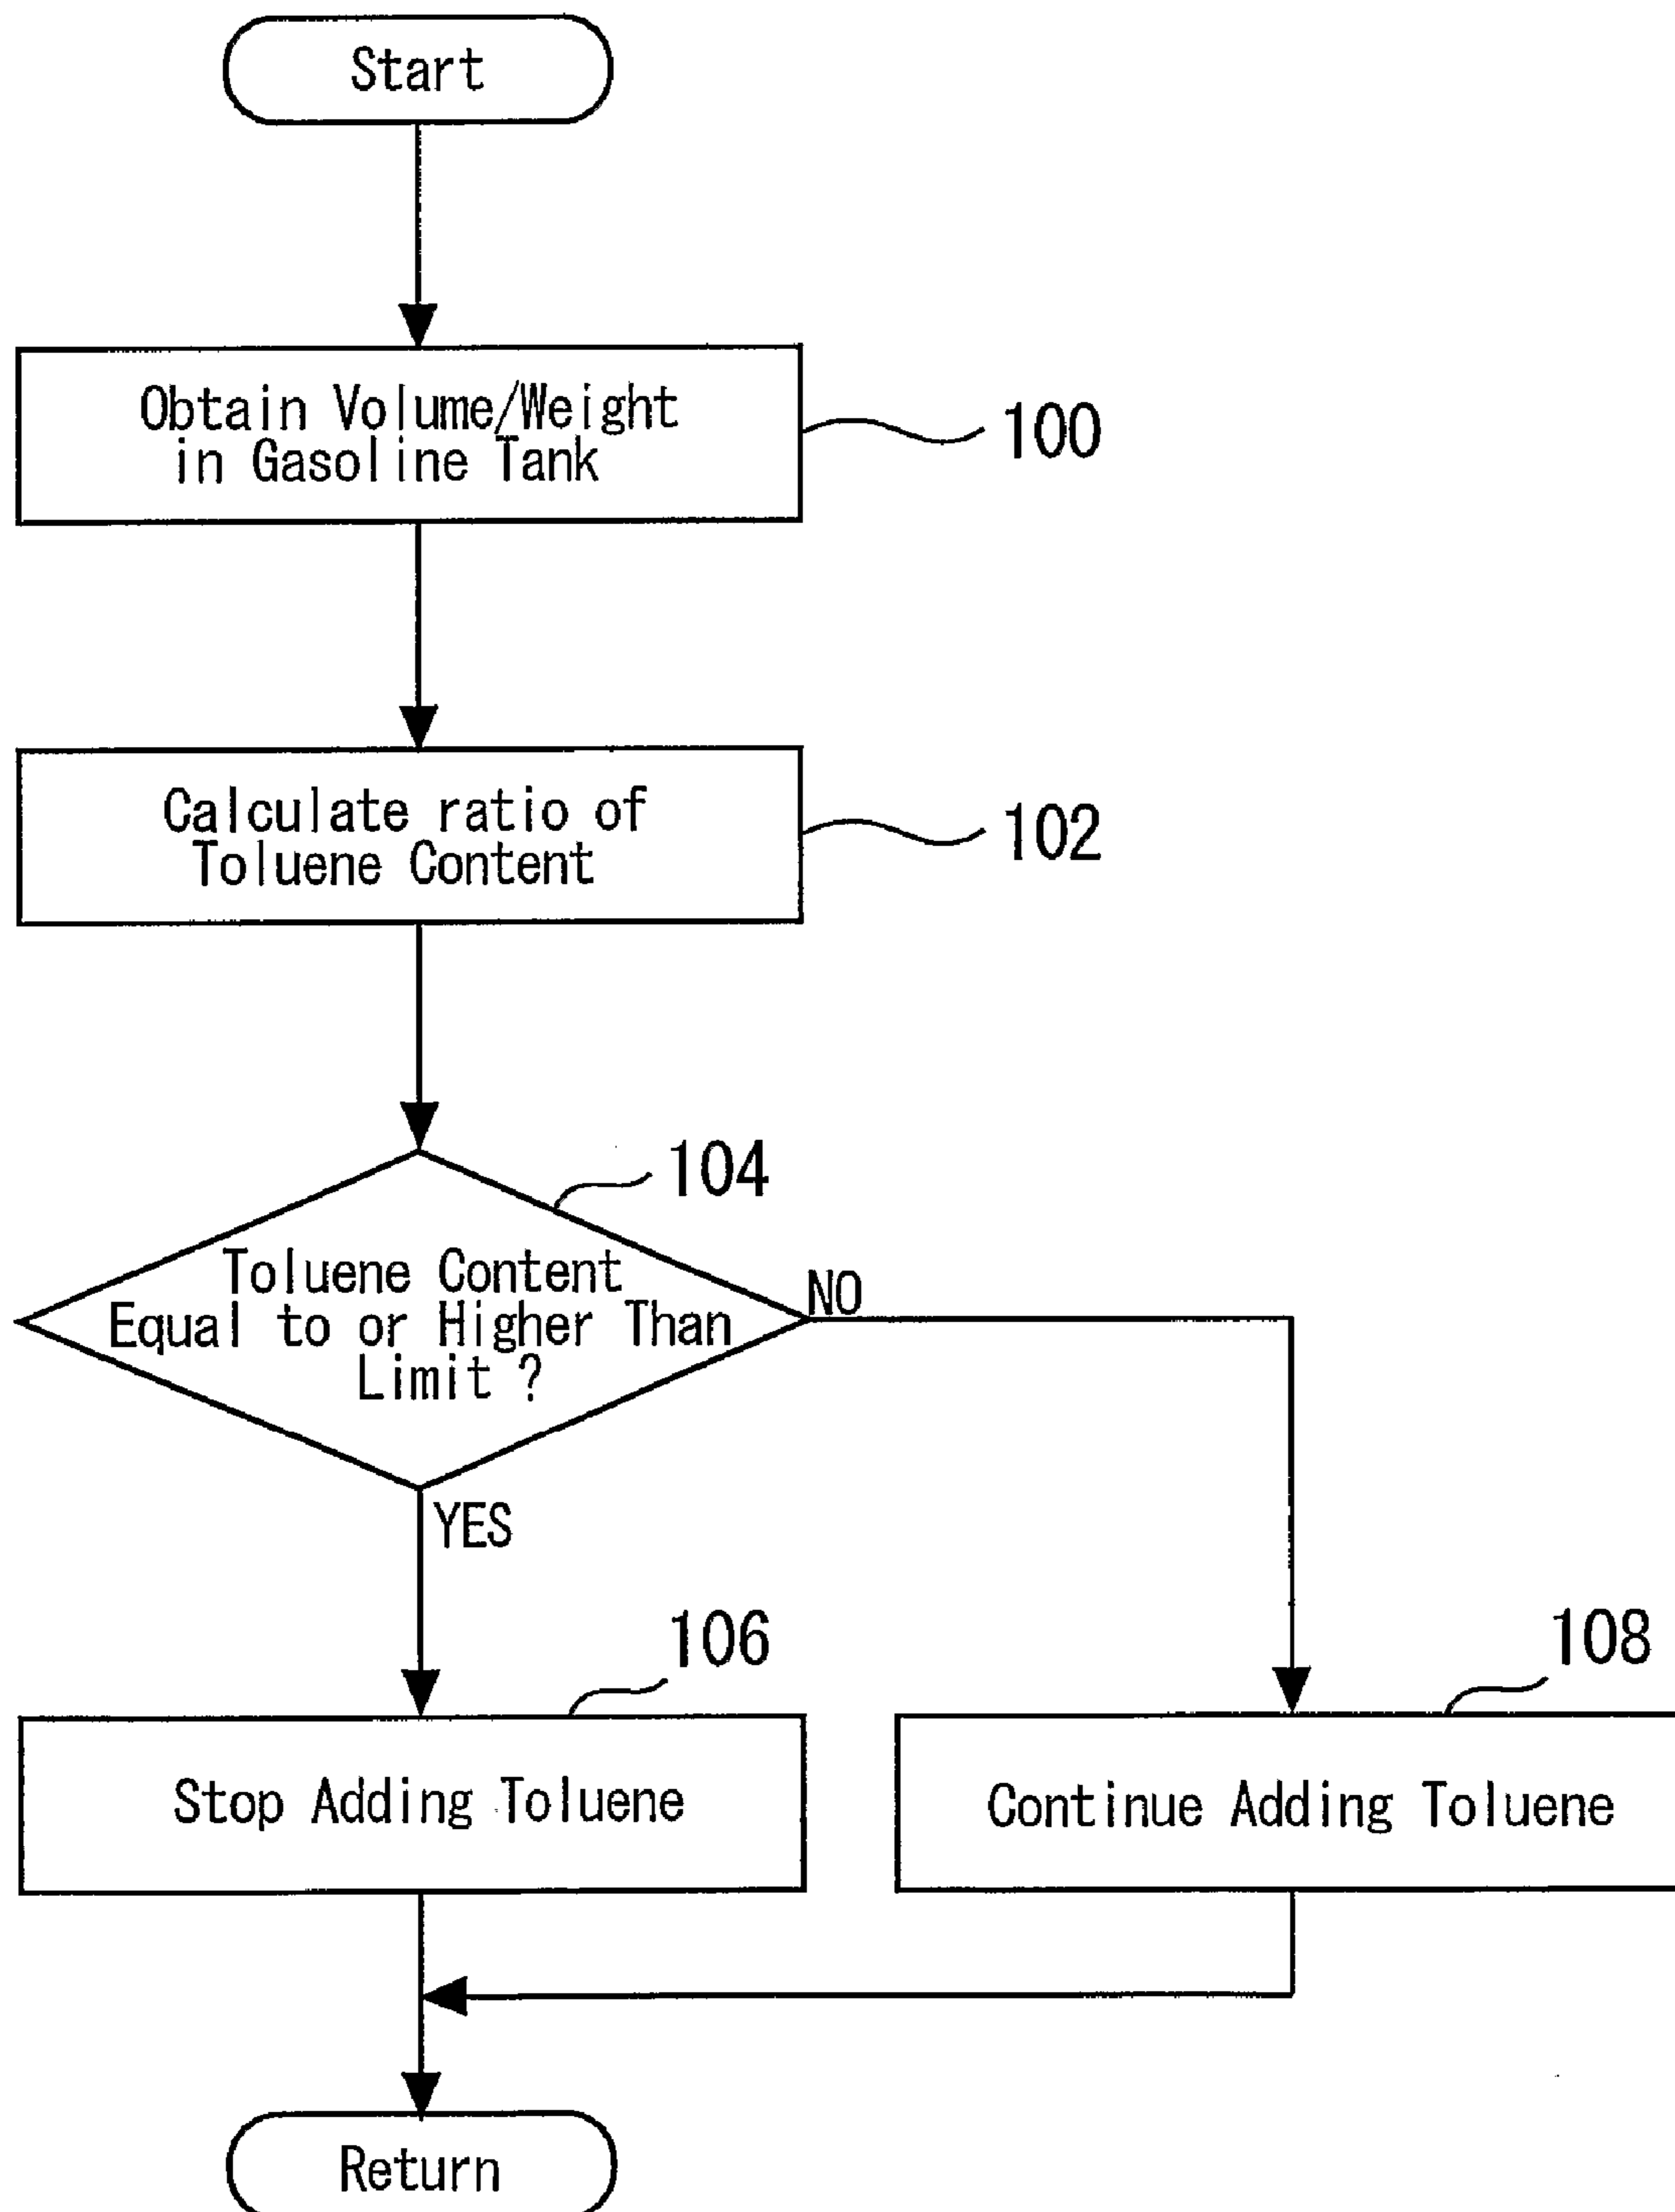 Start
Obtain Volume/Weight
in Gasoline Tank
100
Calculate ratio of
Toluene Content
102
104
Toluene Content
Equal to or Higher Than
Limit ?
NO
YES
106
108
Stop Adding Toluene
Continue Adding Toluene
Return